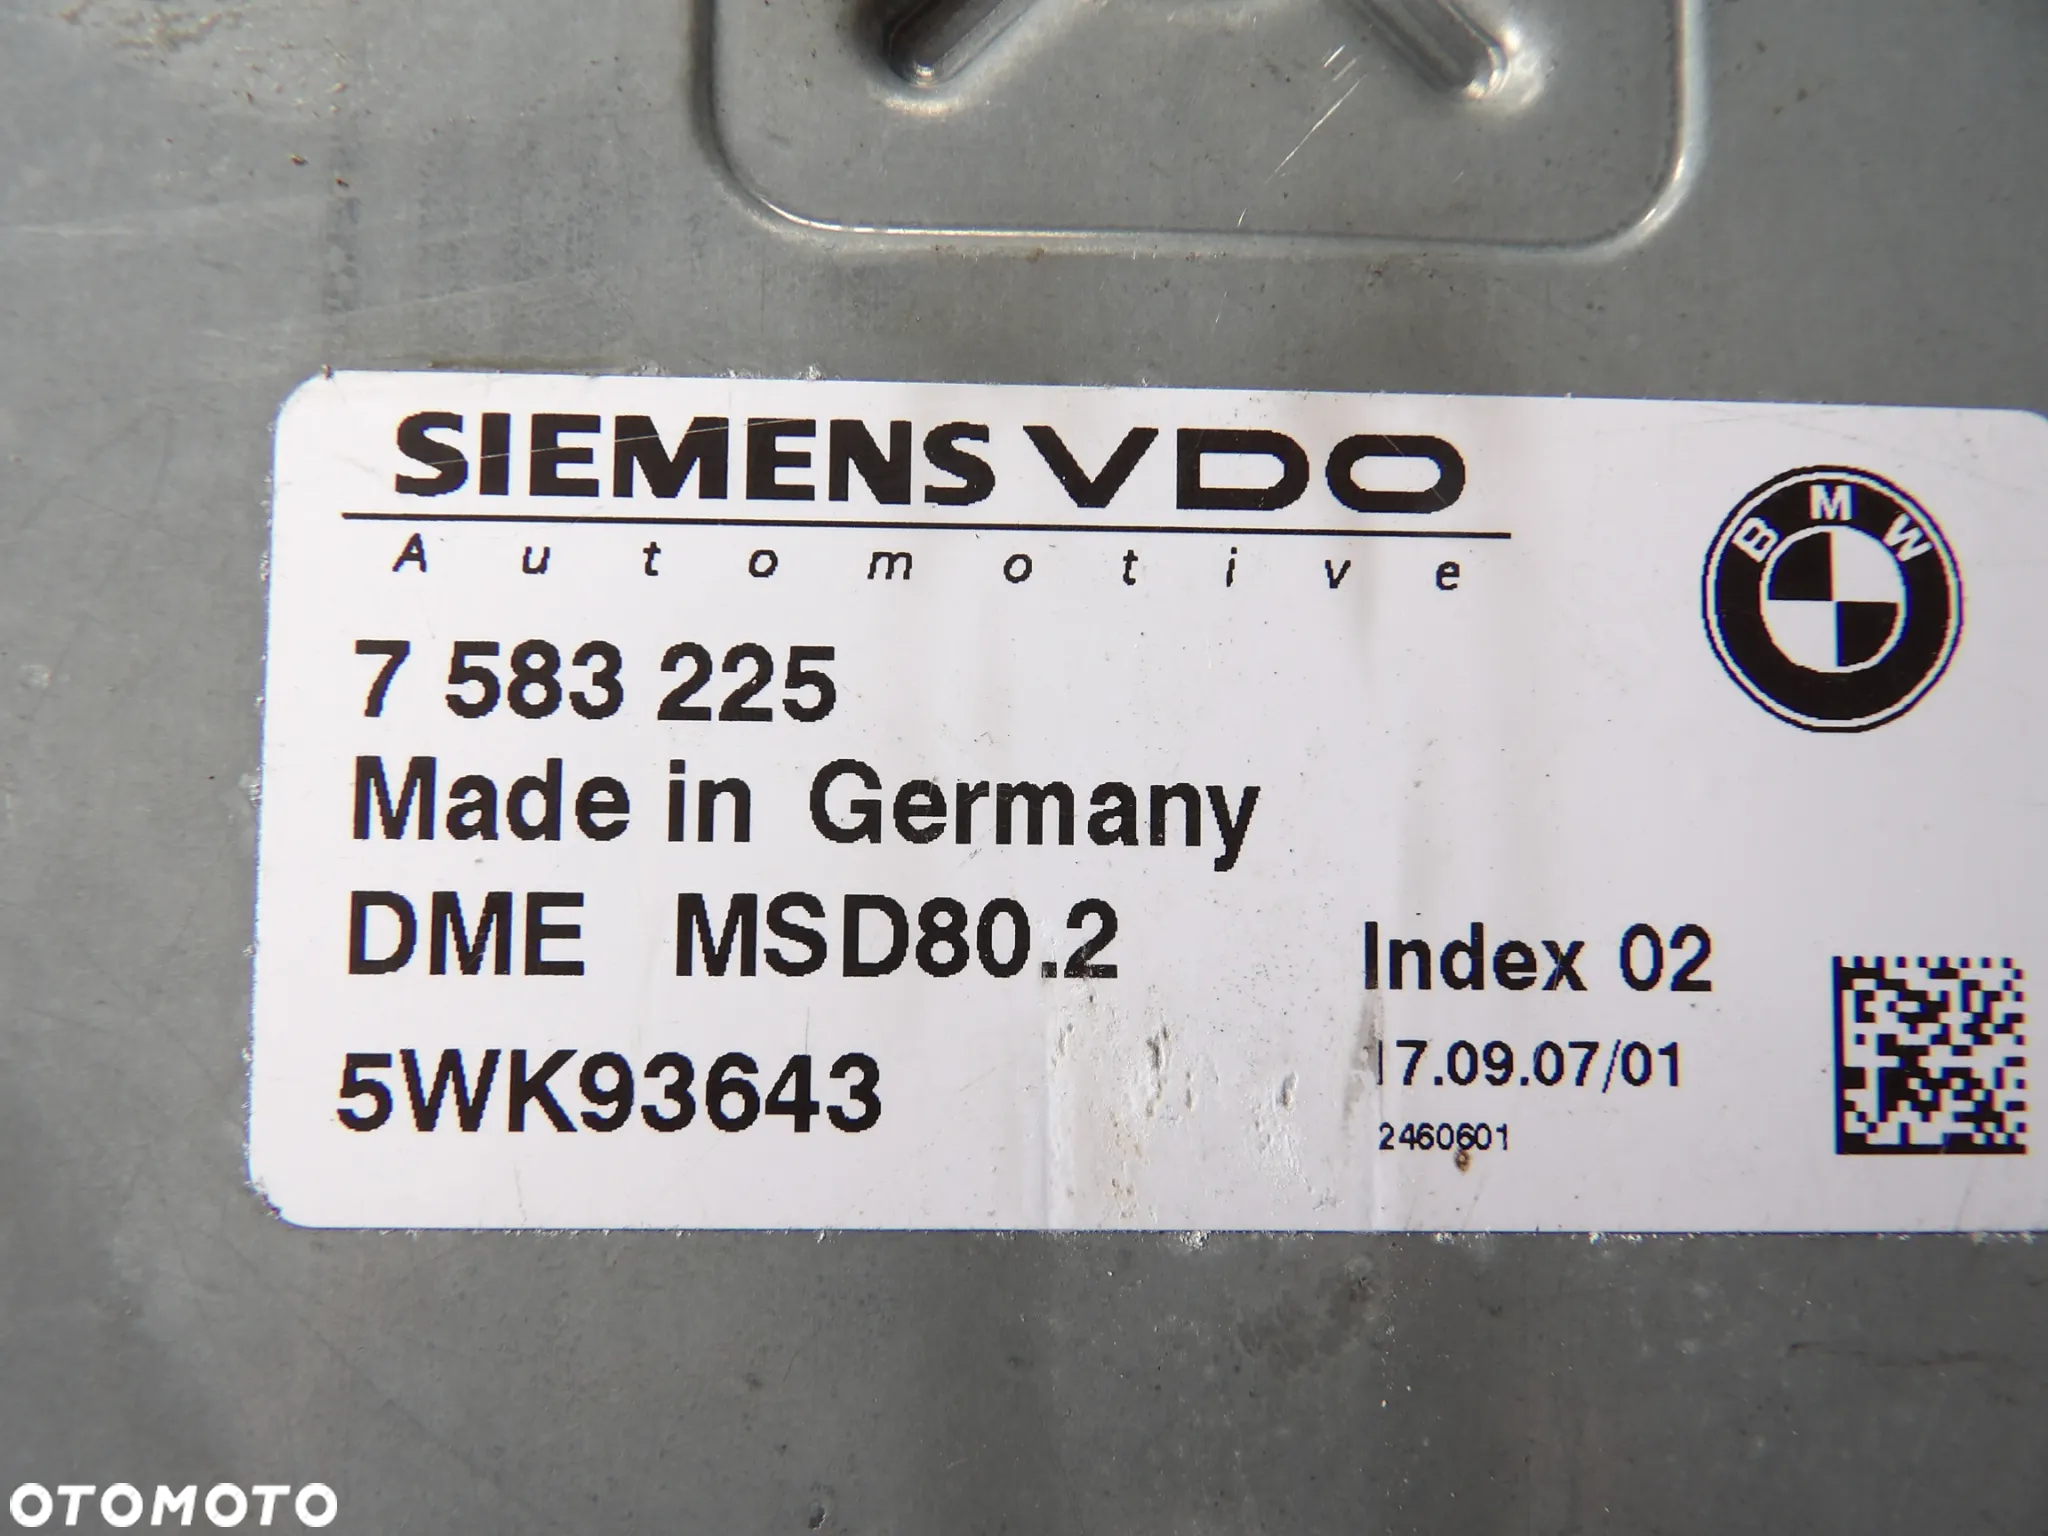 SIEMENS VDO
Automotive
BMW
7 583 225
Made in Germany
DME MSD80.2
Index 02
5WK93643
17.09.07/01
2460601
OTOMOTO